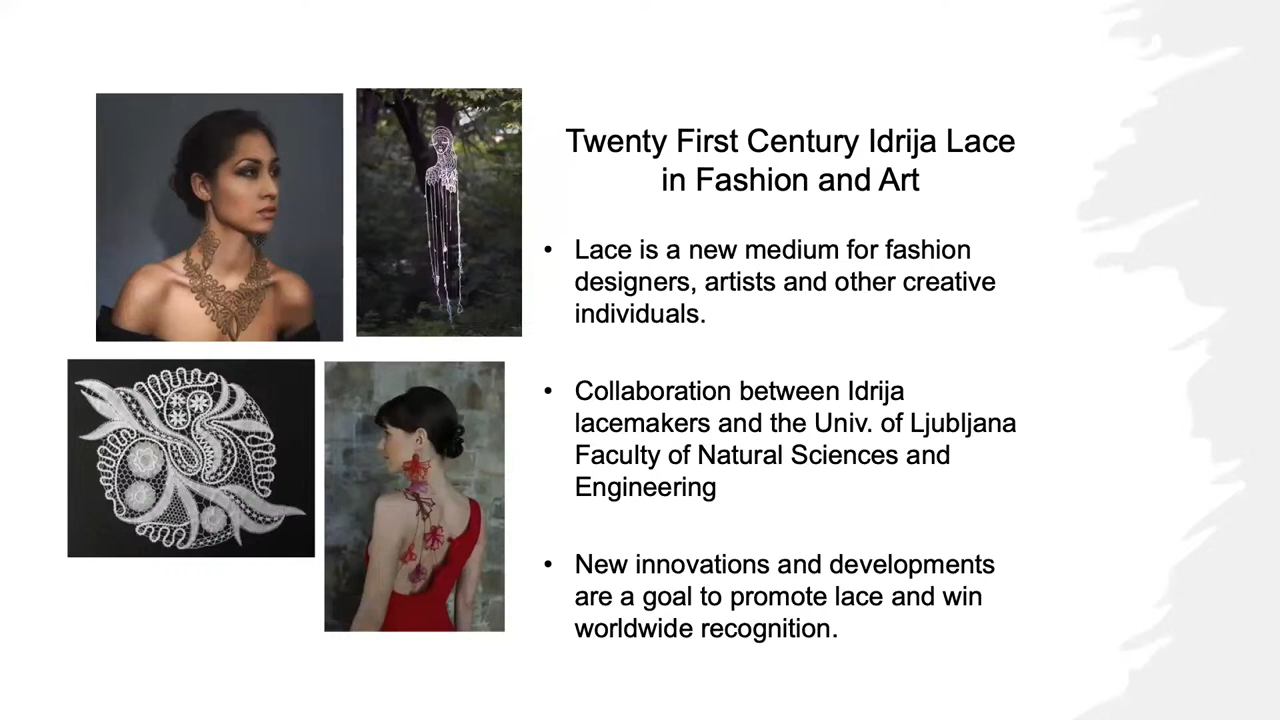 Twenty First Century Idrija Lace
in Fashion and Art
• Lace is a new medium for fashion
designers, artists and other creative
individuals.
• Collaboration between Idrija
lacemakers and the Univ. of Ljubljana
Faculty of Natural Sciences and
Engineering
• New innovations and developments
are a goal to promote lace and win
worldwide recognition.